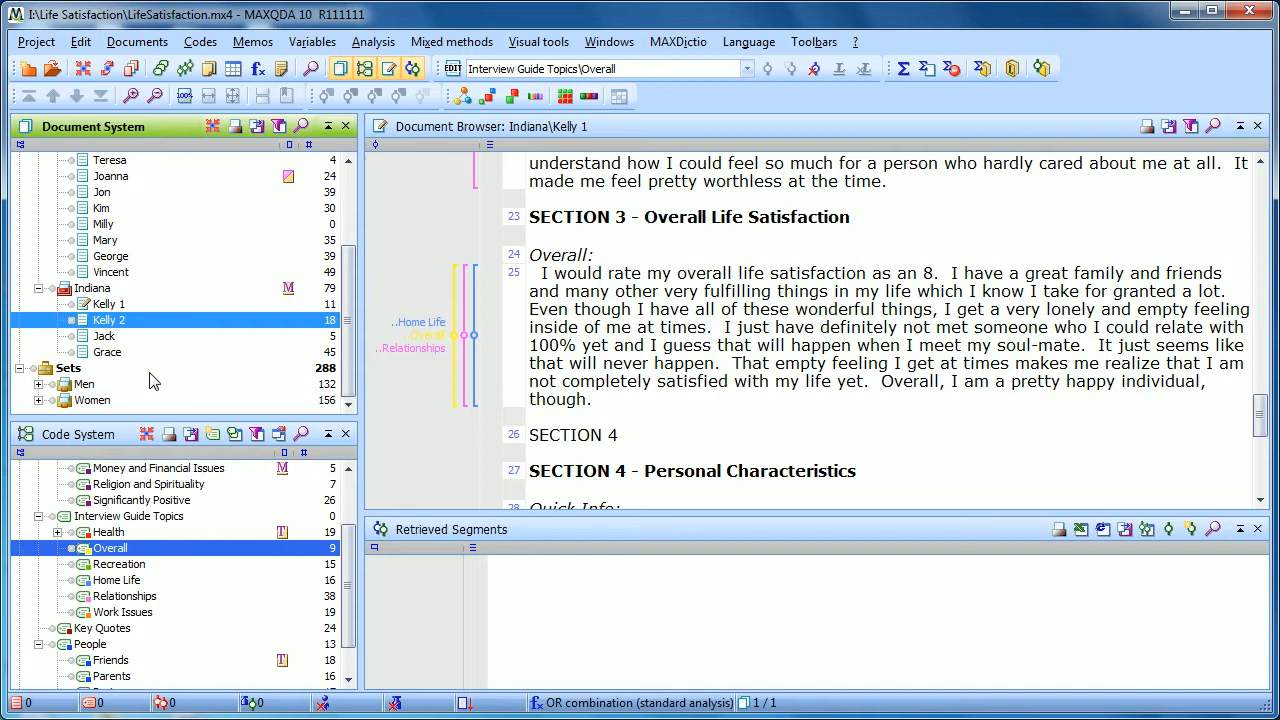 I:\Life Satisfaction\LifeSatisfaction.mx4 - MAXQDA 10 R111111
Project Edit Documents Codes Memos Variables Analysis Mixed methods Visual tools Windows MAXDictio Language Toolbars ?
EDIT Interview Guide Topics\Overall
100%
Document System
Teresa 4
Joanna 24
Jon 39
Kim 30
Milly 0
Mary 35
George 39
Vincent 49
Indiana M 79
Kelly 1 11
Kelly 2 18
Jack 5
Grace 45
Sets 288
Men 132
Women 156
Code System
Money and Financial Issues M 5
Religion and Spirituality 7
Significantly Positive 26
Interview Guide Topics 0
Health T 19
Overall 9
Recreation 15
Home Life 16
Relationships 38
Work Issues 19
Key Quotes 24
People 13
Friends T 18
Parents 16
Document Browser: Indiana\Kelly 1
understand how I could feel so much for a person who hardly cared about me at all. It
made me feel pretty worthless at the time.
23 SECTION 3 - Overall Life Satisfaction
24 Overall:
25 I would rate my overall life satisfaction as an 8. I have a great family and friends
and many other very fulfilling things in my life which I know I take for granted a lot.
Even though I have all of these wonderful things, I get a very lonely and empty feeling
inside of me at times. I just have definitely not met someone who I could relate with
100% yet and I guess that will happen when I meet my soul-mate. It just seems like
that will never happen. That empty feeling I get at times makes me realize that I am
not completely satisfied with my life yet. Overall, I am a pretty happy individual,
though.
..Home Life
Overall
..Relationships
26 SECTION 4
27 SECTION 4 - Personal Characteristics
28 Quick Info:
Retrieved Segments
0 0 0 0 OR combination (standard analysis) 1 / 1